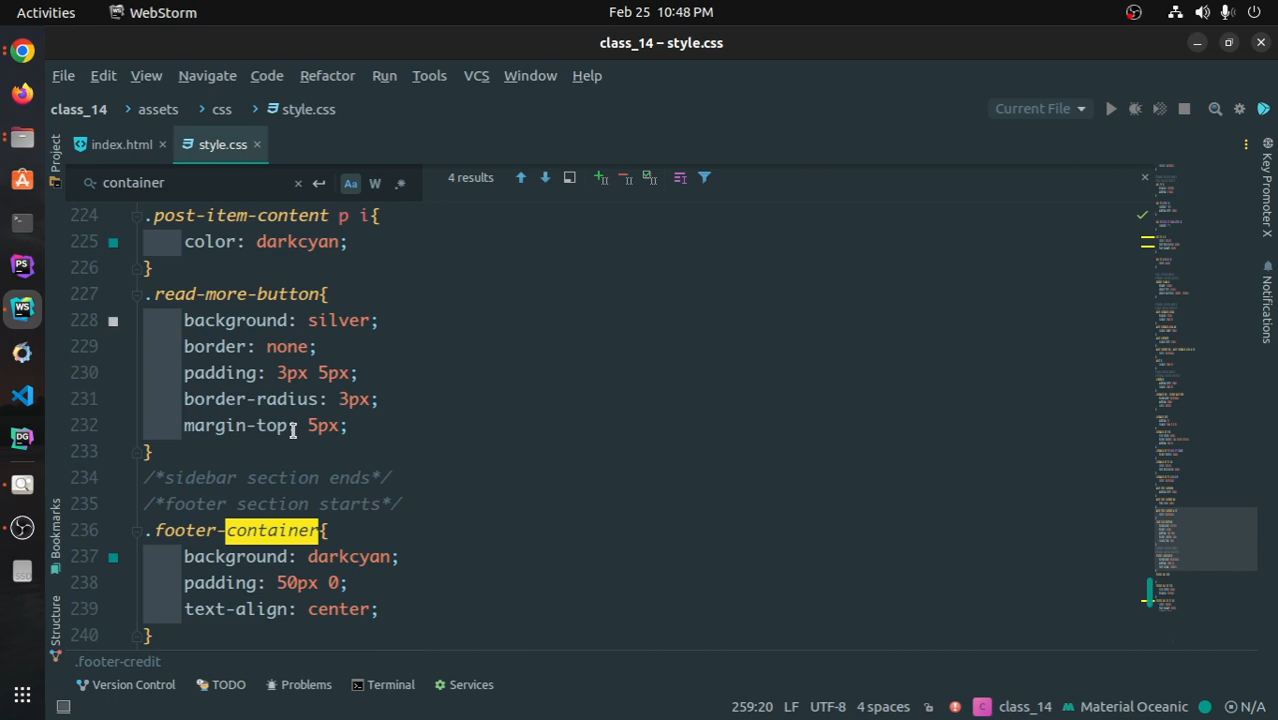 Activities WebStorm Feb 25 10:48 PM
class_14 – style.css
File Edit View Navigate Code Refactor Run Tools VCS Window Help
class_14 > assets > css > style.css Current File
Project
index.html × style.css ×
container Aa W .* 4 results
224 .post-item-content p i{
225 color: darkcyan;
226 }
227 .read-more-button{
228 background: silver;
229 border: none;
230 padding: 3px 5px;
231 border-radius: 3px;
232 margin-top: 5px;
233 }
234 /*sidebar section ends*/
235 /*footer section starts*/
236 .footer-container{
237 background: darkcyan;
238 padding: 50px 0;
239 text-align: center;
240 }
Key Promoter X
Notifications
Bookmarks
Structure
PS
WS
DG
SSD
.footer-credit
Version Control TODO Problems Terminal Services
259:20 LF UTF-8 4 spaces C class_14 Material Oceanic N/A